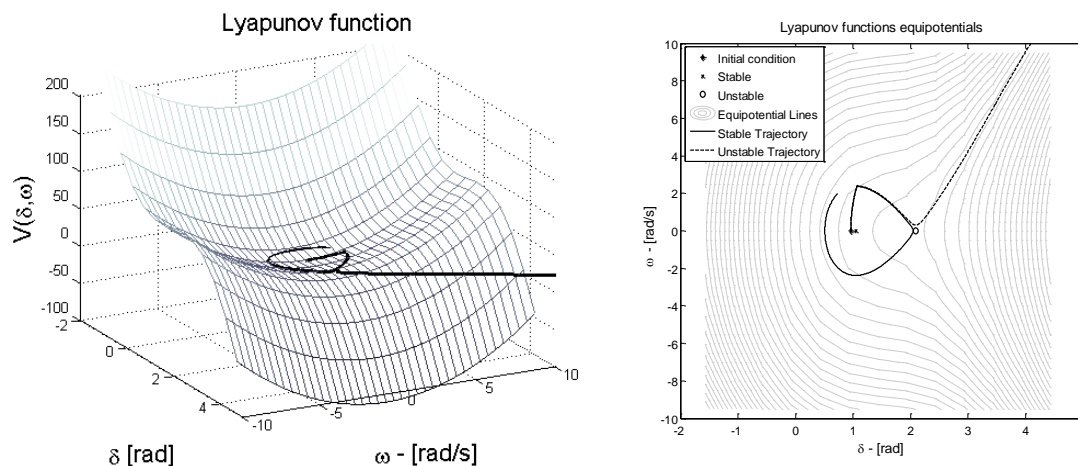 Lyapunov function
200
150
100
50
0
-50
-100
V(δ,ω)
-2
0
2
4
δ [rad]
-10
-5
0
5
10
ω - [rad/s]
Lyapunov functions equipotentials
Initial condition
Stable
Unstable
Equipotential Lines
Stable Trajectory
Unstable Trajectory
10
8
6
4
2
0
-2
-4
-6
-8
-10
ω - [rad/s]
-2
-1
0
1
2
3
4
5
δ - [rad]